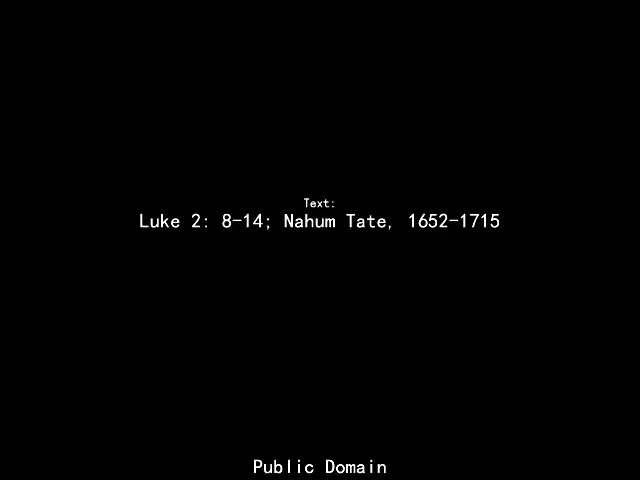 Text:
Luke 2: 8-14; Nahum Tate, 1652-1715
Public Domain